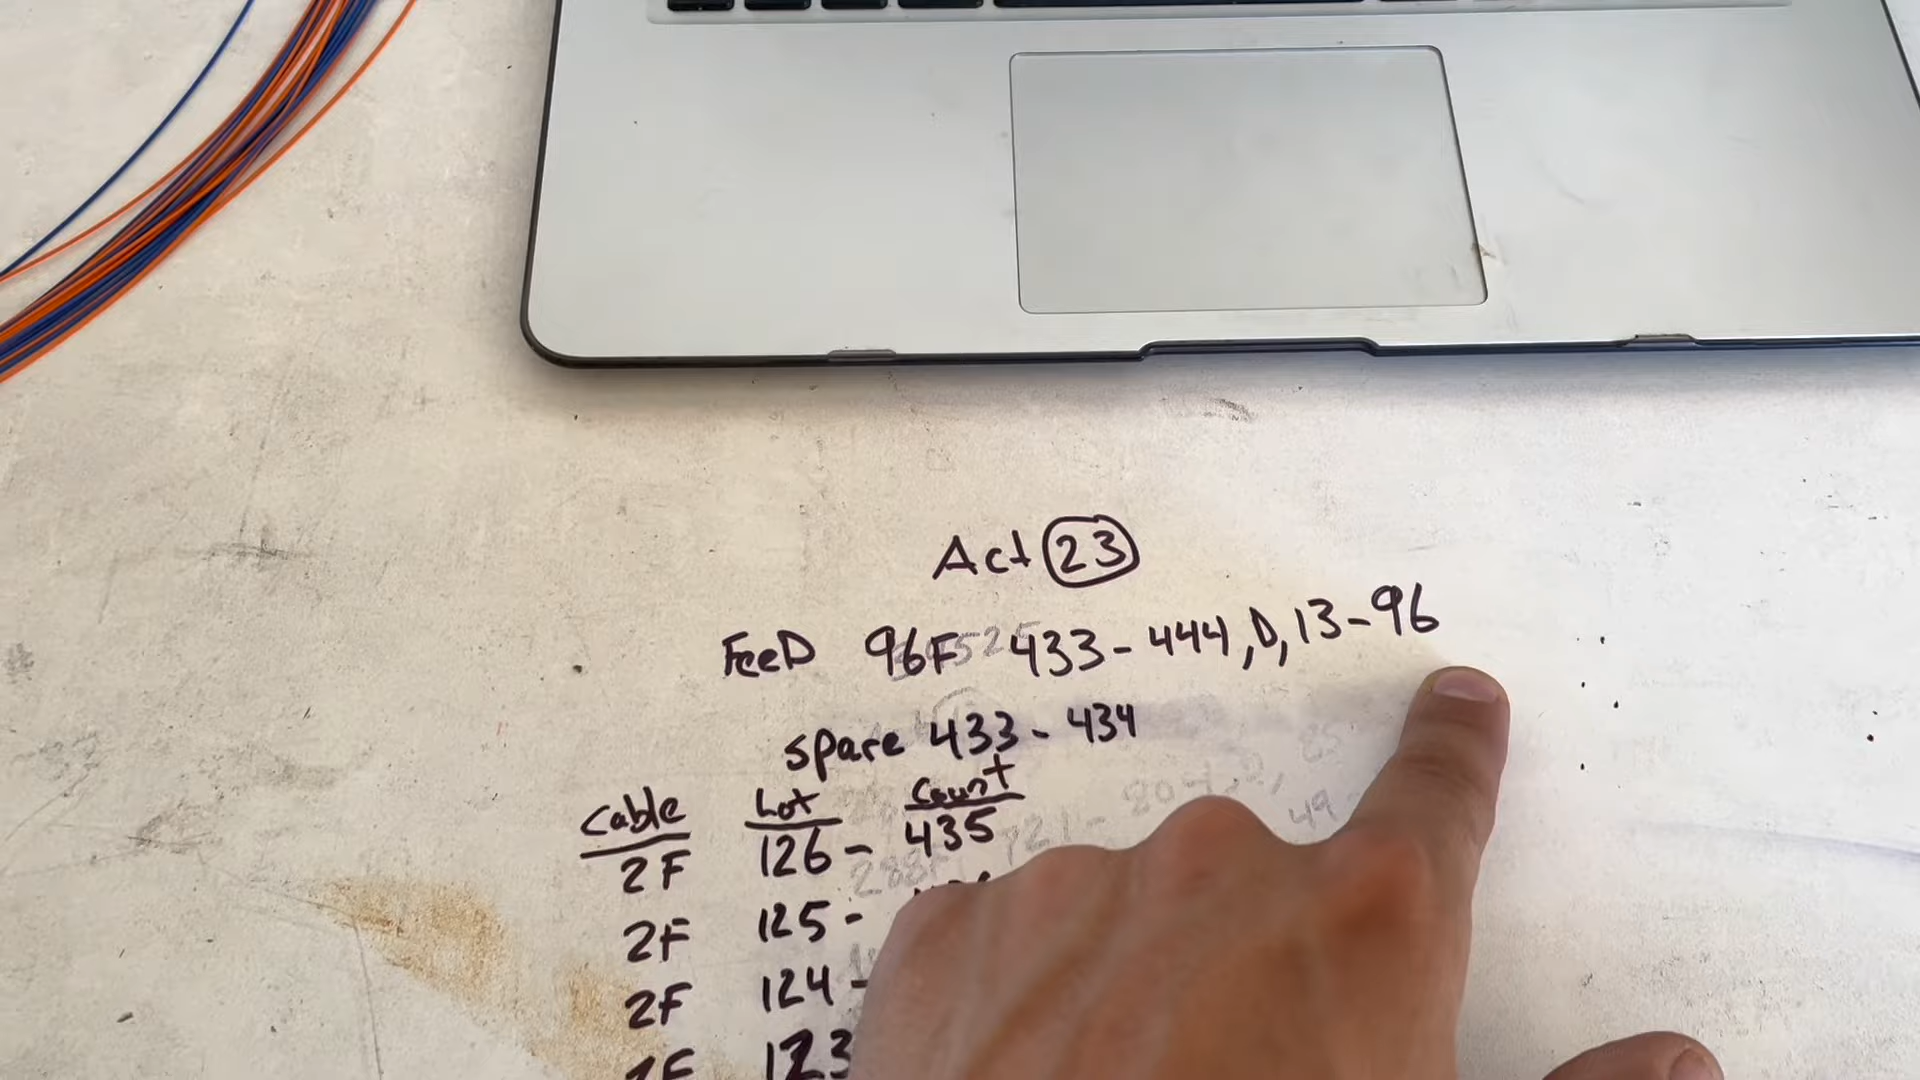 Act 23
FeeD 96F 433-444, D, 13-96
spare 433-434
Cable Lot Count
2F 126- 435
2F 125-
2F 124-
123